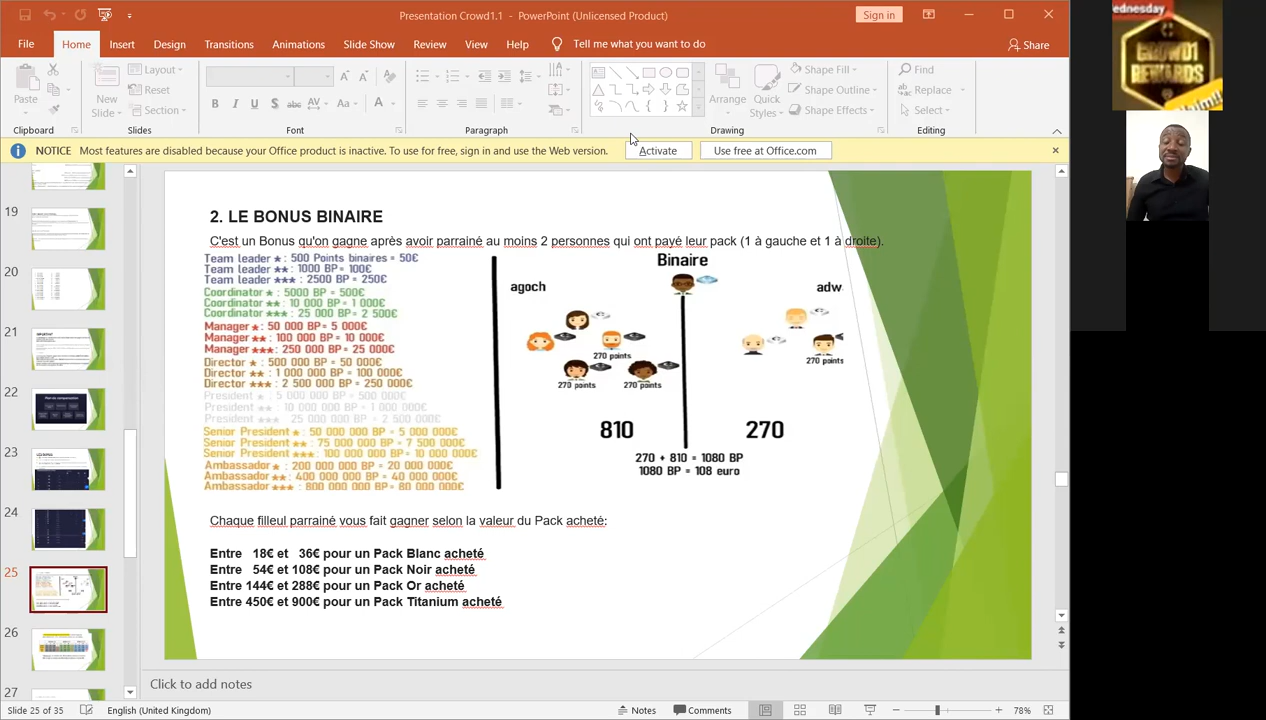 Presentation Crowd1.1 - PowerPoint (Unlicensed Product)
Sign in
File Home Insert Design Transitions Animations Slide Show Review View Help Tell me what you want to do
Share
Paste
New Slide
Layout
Reset
Section
Arrange
Quick Styles
Shape Fill
Shape Outline
Shape Effects
Find
Replace
Select
Clipboard Slides Font Paragraph Drawing Editing
NOTICE Most features are disabled because your Office product is inactive. To use for free, sign in and use the Web version. Activate Use free at Office.com
19
20
21
22
23
24
25
26
27
2. LE BONUS BINAIRE
C'est un Bonus qu'on gagne après avoir parrainé au moins 2 personnes qui ont payé leur pack (1 à gauche et 1 à droite).
Team leader ★ : 500 Points binaires = 50€
Team leader ★★ : 1000 BP = 100€
Team leader ★★★ : 2500 BP = 250€
Coordinator ★ : 5000 BP = 500€
Coordinator ★★ : 10 000 BP = 1 000€
Coordinator ★★★ : 25 000 BP = 2 500€
Manager ★ : 50 000 BP = 5 000€
Manager ★★ : 100 000 BP = 10 000€
Manager ★★★ : 250 000 BP = 25 000€
Director ★ : 500 000 BP = 50 000€
Director ★★ : 1 000 000 BP = 100 000€
Director ★★★ : 2 500 000 BP = 250 000€
President ★ : 5 000 000 BP = 500 000€
President ★★ : 10 000 000 BP = 1 000 000€
President ★★★ : 25 000 000 BP = 2 500 000€
Senior President ★ : 50 000 000 BP = 5 000 000€
Senior President ★★ : 75 000 000 BP = 7 500 000€
Senior President ★★★ : 100 000 000 BP = 10 000 000€
Ambassador ★ : 200 000 000 BP = 20 000 000€
Ambassador ★★ : 400 000 000 BP = 40 000 000€
Ambassador ★★★ : 800 000 000 BP = 80 000 000€
Binaire
agoch
adw
270 points
270 points
270 points
270 points
810
270
270 + 810 = 1080 BP
1080 BP = 108 euro
Chaque filleul parrainé vous fait gagner selon la valeur du Pack acheté:
Entre 18€ et 36€ pour un Pack Blanc acheté
Entre 54€ et 108€ pour un Pack Noir acheté
Entre 144€ et 288€ pour un Pack Or acheté
Entre 450€ et 900€ pour un Pack Titanium acheté
Click to add notes
Slide 25 of 35 English (United Kingdom) Notes Comments 78%
ednesday
CROWD1
REWARDS